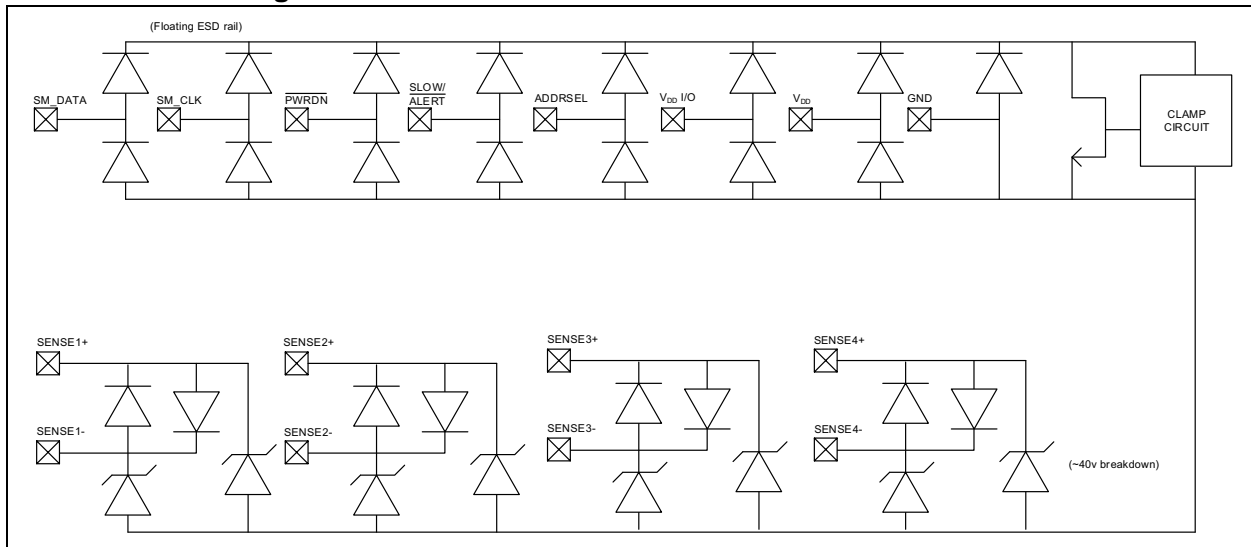 (Floating ESD rail)
SM_DATA
SM_CLK
PWRDN
SLOW/
ALERT
ADDRSEL
VDD I/O
VDD
GND
CLAMP
CIRCUIT
SENSE1+
SENSE2+
SENSE3+
SENSE4+
SENSE1-
SENSE2-
SENSE3-
SENSE4-
(~40v breakdown)